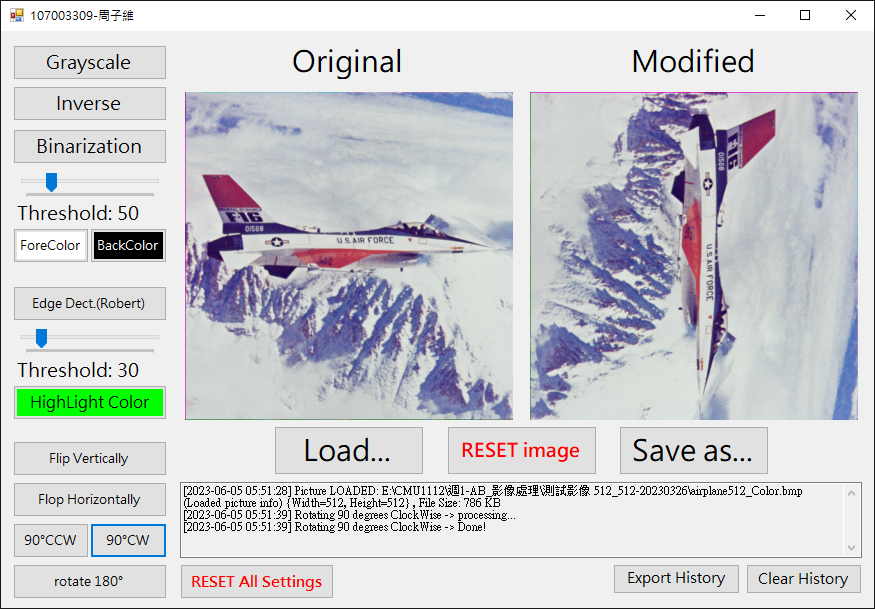 107003309-周子維
Grayscale
Inverse
Binarization
Threshold: 50
ForeColor
BackColor
Edge Dect.(Robert)
Threshold: 30
HighLight Color
Flip Vertically
Flop Horizontally
90°CCW
90°CW
rotate 180°
Original
Modified
F-16
01568
U.S. AIR FORCE
F-16
01568
U.S. AIR FORCE
Load...
RESET image
Save as...
[2023-06-05 05:51:28] Picture LOADED: E:\CMU1112\週1-AB_影像處理\測試影像 512_512-20230326\airplane512_Color.bmp
(Loaded picture info) {Width=512, Height=512} , File Size: 786 KB
[2023-06-05 05:51:39] Rotating 90 degrees ClockWise -> processing...
[2023-06-05 05:51:39] Rotating 90 degrees ClockWise -> Done!
RESET All Settings
Export History
Clear History